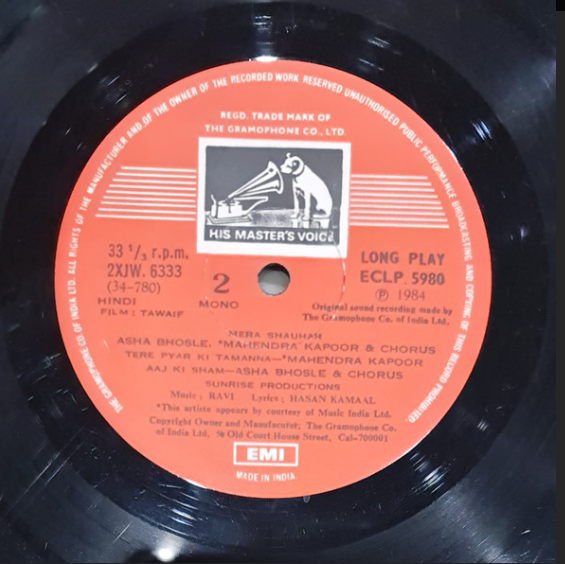 THE GRAMOPHONE CO. OF INDIA LTD. ALL RIGHTS OF THE MANUFACTURER AND OF THE OWNER OF THE RECORDED WORK RESERVED UNAUTHORISED PUBLIC PERFORMANCE BROADCASTING AND COPYING OF THIS RECORD PROHIBITED.
REGD. TRADE MARK OF
THE GRAMOPHONE CO., LTD.
HIS MASTER'S VOICE
33 1/3 r.p.m.
2XJW. 6333
(34-780)
HINDI
FILM : TAWAIF
2
MONO
LONG PLAY
ECLP 5980
Ⓟ 1984
Original sound recording made by
The Gramophone Co. of India Ltd.
MERA SHAUHAR
ASHA BHOSLE, *MAHENDRA KAPOOR & CHORUS
TERE PYAR KI TAMANNA—*MAHENDRA KAPOOR
AAJ KI SHAM—ASHA BHOSLE & CHORUS
SUNRISE PRODUCTIONS
Music : RAVI Lyrics : HASAN KAMAAL
*This artiste appears by courtesy of Music India Ltd.
Copyright Owner and Manufacturer; The Gramophone Co.
of India Ltd., Old Court House Street, Cal-700001
EMI
MADE IN INDIA.